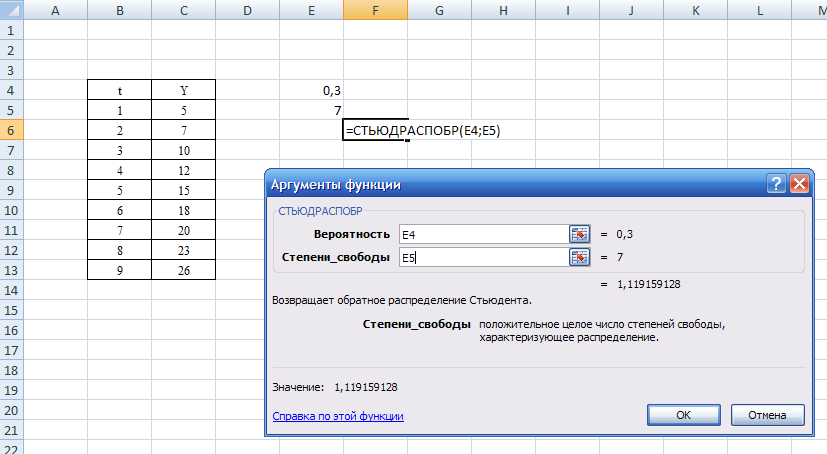 A B C D E F G H I J K L M
1
2
3
4 t Y 0,3
5 1 5 7
6 2 7 =СТЬЮДРАСПОБР(E4;E5)
7 3 10
8 4 12
9 5 15
10 6 18
11 7 20
12 8 23
13 9 26
14
15
16
17
18
19
20
21
22
Аргументы функции
СТЬЮДРАСПОБР
Вероятность E4 = 0,3
Степени_свободы E5 = 7
= 1,119159128
Возвращает обратное распределение Стьюдента.
Степени_свободы положительное целое число степеней свободы,
характеризующее распределение.
Значение: 1,119159128
Справка по этой функции
OK Отмена